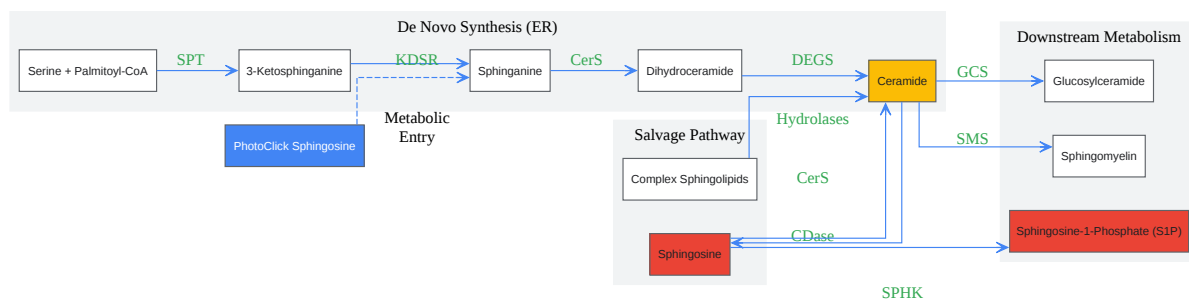 De Novo Synthesis (ER)
Downstream Metabolism
Serine + Palmitoyl-CoA
SPT
3-Ketosphinganine
KDSR
Sphinganine
CerS
Dihydroceramide
DEGS
Ceramide
GCS
Glucosylceramide
Metabolic
Entry
PhotoClick Sphingosine
Salvage Pathway
Hydrolases
SMS
Sphingomyelin
Complex Sphingolipids
CerS
Sphingosine
CDase
Sphingosine-1-Phosphate (S1P)
SPHK